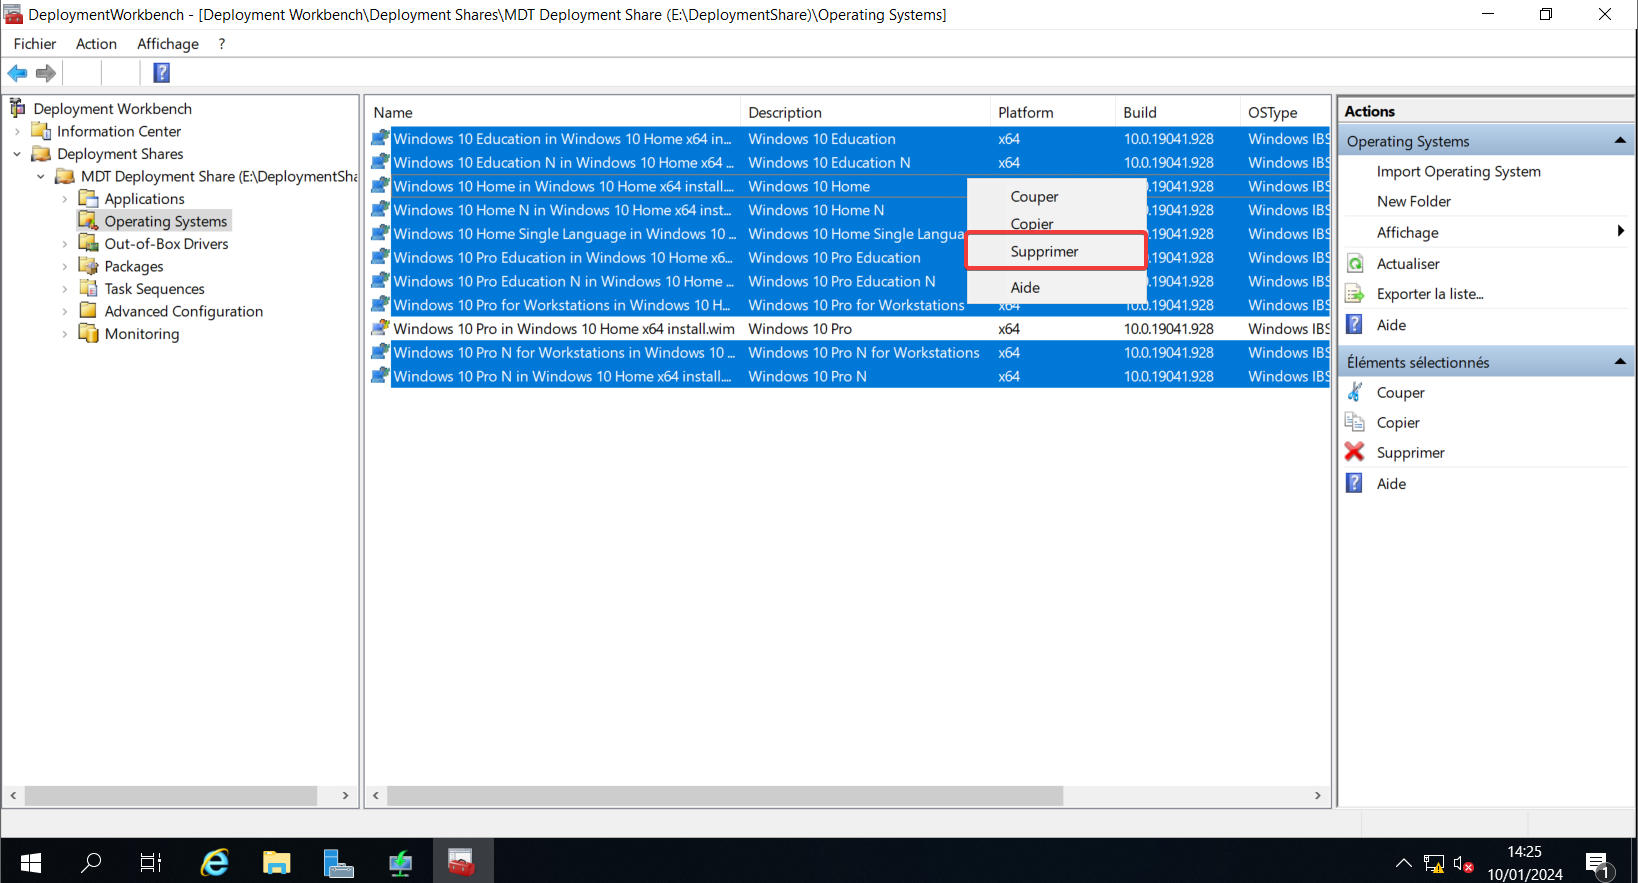 DeploymentWorkbench - [Deployment Workbench\Deployment Shares\MDT Deployment Share (E:\DeploymentShare)\Operating Systems]
Fichier Action Affichage ?
Deployment Workbench
Information Center
Deployment Shares
MDT Deployment Share (E:\DeploymentSha
Applications
Operating Systems
Out-of-Box Drivers
Packages
Task Sequences
Advanced Configuration
Monitoring
Name Description Platform Build OSType
Windows 10 Education in Windows 10 Home x64 in... Windows 10 Education x64 10.0.19041.928 Windows IBS
Windows 10 Education N in Windows 10 Home x64 ... Windows 10 Education N x64 10.0.19041.928 Windows IBS
Windows 10 Home in Windows 10 Home x64 install.... Windows 10 Home .19041.928 Windows IBS
Windows 10 Home N in Windows 10 Home x64 inst... Windows 10 Home N .19041.928 Windows IBS
Windows 10 Home Single Language in Windows 10 ... Windows 10 Home Single Langua .19041.928 Windows IBS
Windows 10 Pro Education in Windows 10 Home x6... Windows 10 Pro Education .19041.928 Windows IBS
Windows 10 Pro Education N in Windows 10 Home ... Windows 10 Pro Education N .19041.928 Windows IBS
Windows 10 Pro for Workstations in Windows 10 H... Windows 10 Pro for Workstations x64 10.0.19041.928 Windows IBS
Windows 10 Pro in Windows 10 Home x64 install.wim Windows 10 Pro x64 10.0.19041.928 Windows IBS
Windows 10 Pro N for Workstations in Windows 10 ... Windows 10 Pro N for Workstations x64 10.0.19041.928 Windows IBS
Windows 10 Pro N in Windows 10 Home x64 install.... Windows 10 Pro N x64 10.0.19041.928 Windows IBS
Couper
Copier
Supprimer
Aide
Actions
Operating Systems
Import Operating System
New Folder
Affichage
Actualiser
Exporter la liste...
Aide
Éléments sélectionnés
Couper
Copier
Supprimer
Aide
14:25
10/01/2024
1